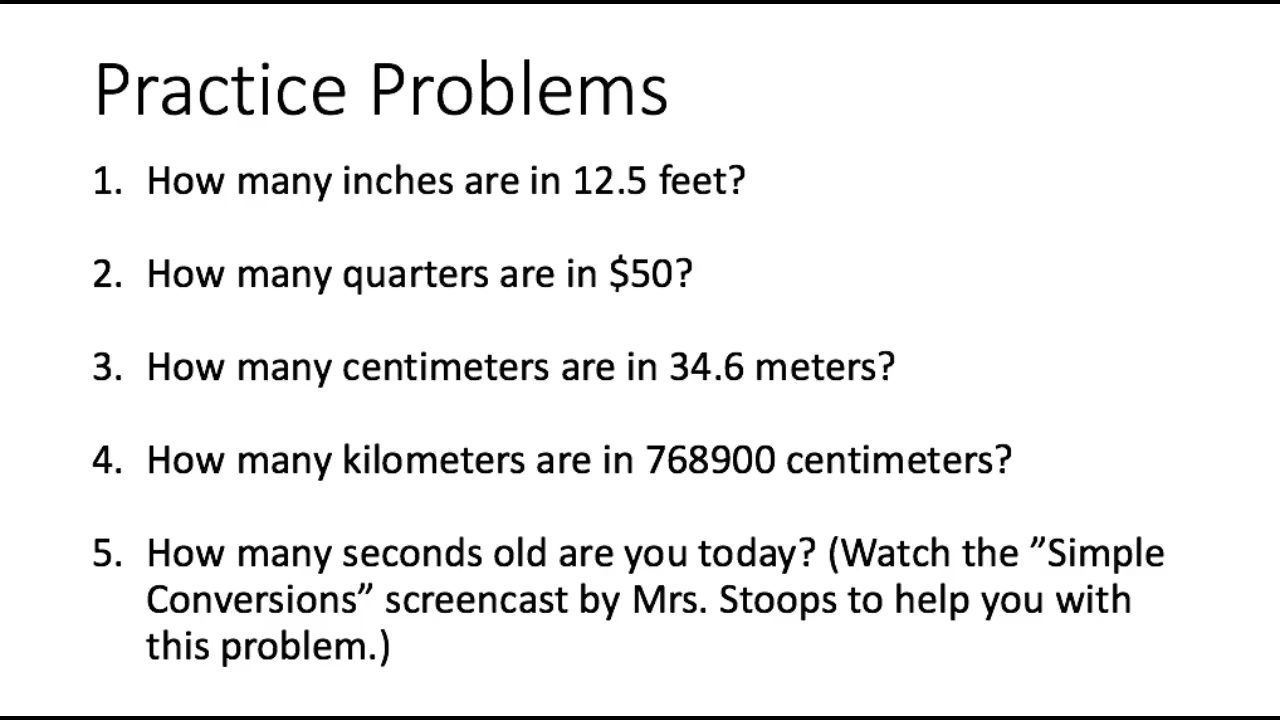 Practice Problems
1. How many inches are in 12.5 feet?
2. How many quarters are in $50?
3. How many centimeters are in 34.6 meters?
4. How many kilometers are in 768900 centimeters?
5. How many seconds old are you today? (Watch the ”Simple
Conversions” screencast by Mrs. Stoops to help you with
this problem.)